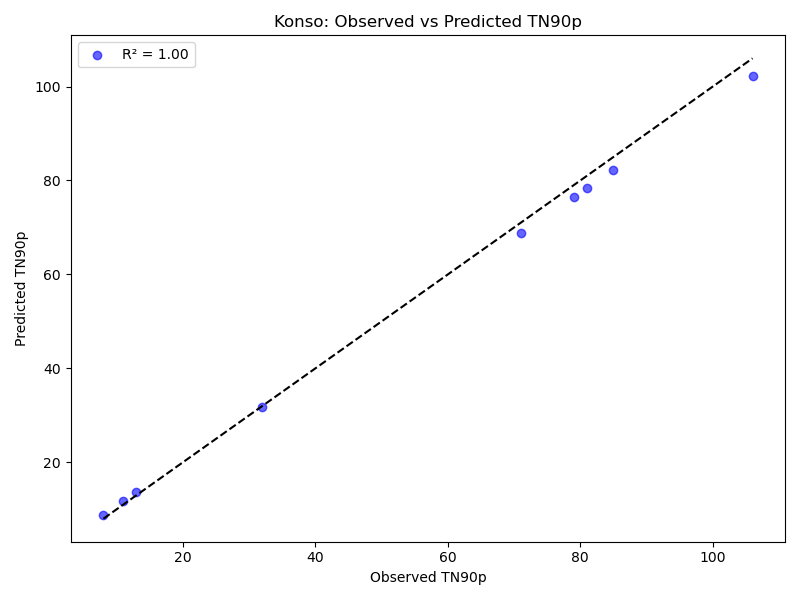 Konso: Observed vs Predicted TN90p
R² = 1.00
100
80
60
40
20
Predicted TN90p
20 40 60 80 100
Observed TN90p